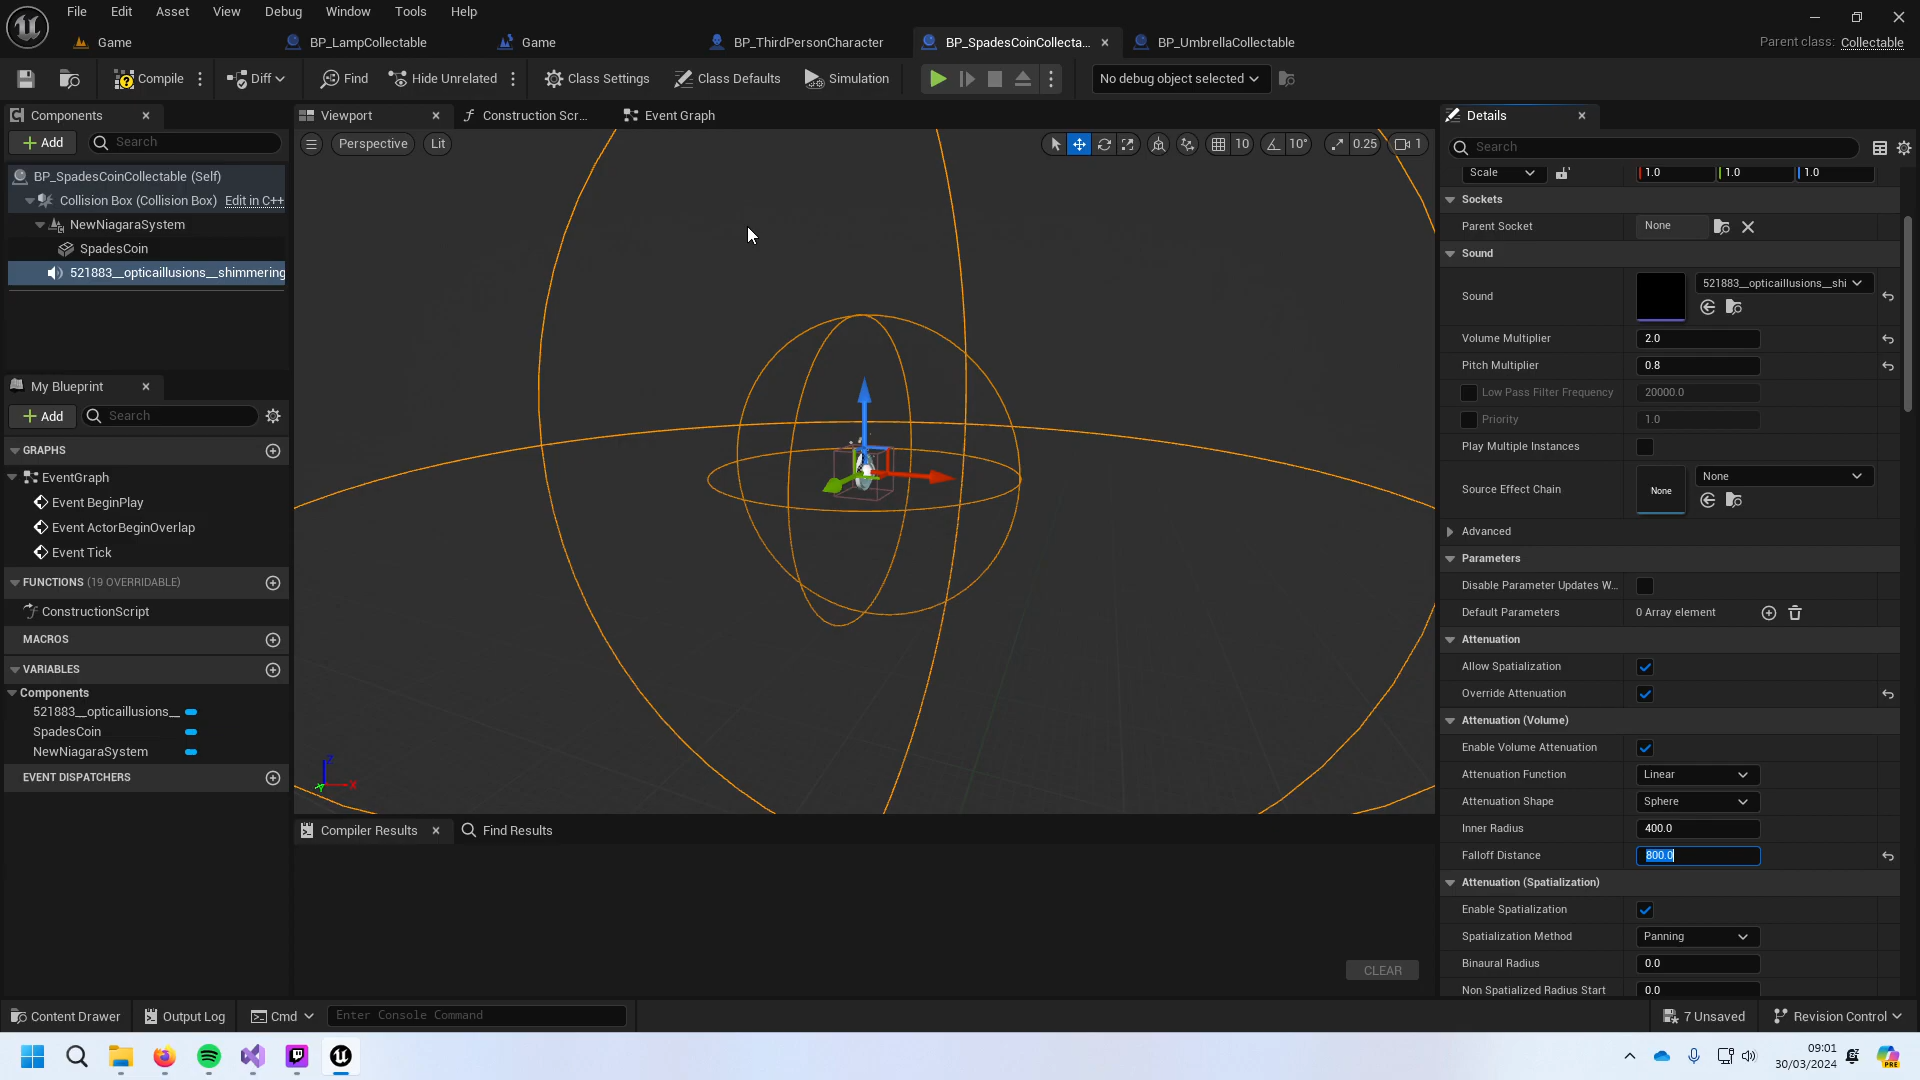 File Edit Asset View Debug Window Tools Help
Game BP_LampCollectable Game BP_ThirdPersonCharacter BP_SpadesCoinCollecta... BP_UmbrellaCollectable Parent class: Collectable
Compile Diff Find Hide Unrelated Class Settings Class Defaults Simulation No debug object selected
Components
Add Search
BP_SpadesCoinCollectable (Self)
Collision Box (Collision Box) Edit in C++
NewNiagaraSystem
SpadesCoin
521883__opticaillusions__shimmering
My Blueprint
Add Search
GRAPHS
EventGraph
Event BeginPlay
Event ActorBeginOverlap
Event Tick
FUNCTIONS (19 OVERRIDABLE)
ConstructionScript
MACROS
VARIABLES
Components
521883__opticaillusions__
SpadesCoin
NewNiagaraSystem
EVENT DISPATCHERS
Viewport Construction Scr... Event Graph
Perspective Lit 10 10° 0.25 1
Z X Y
Compiler Results Find Results
CLEAR
Details
Search
Scale 1.0 1.0 1.0
Sockets
Parent Socket None
Sound
Sound 521883__opticaillusions__shi
Volume Multiplier 2.0
Pitch Multiplier 0.8
Low Pass Filter Frequency 20000.0
Priority 1.0
Play Multiple Instances
Source Effect Chain None None
Advanced
Parameters
Disable Parameter Updates W...
Default Parameters 0 Array element
Attenuation
Allow Spatialization
Override Attenuation
Attenuation (Volume)
Enable Volume Attenuation
Attenuation Function Linear
Attenuation Shape Sphere
Inner Radius 400.0
Falloff Distance 800.0
Attenuation (Spatialization)
Enable Spatialization
Spatialization Method Panning
Binaural Radius 0.0
Non Spatialized Radius Start 0.0
Content Drawer Output Log Cmd Enter Console Command 7 Unsaved Revision Control
09:01
30/03/2024
PRE